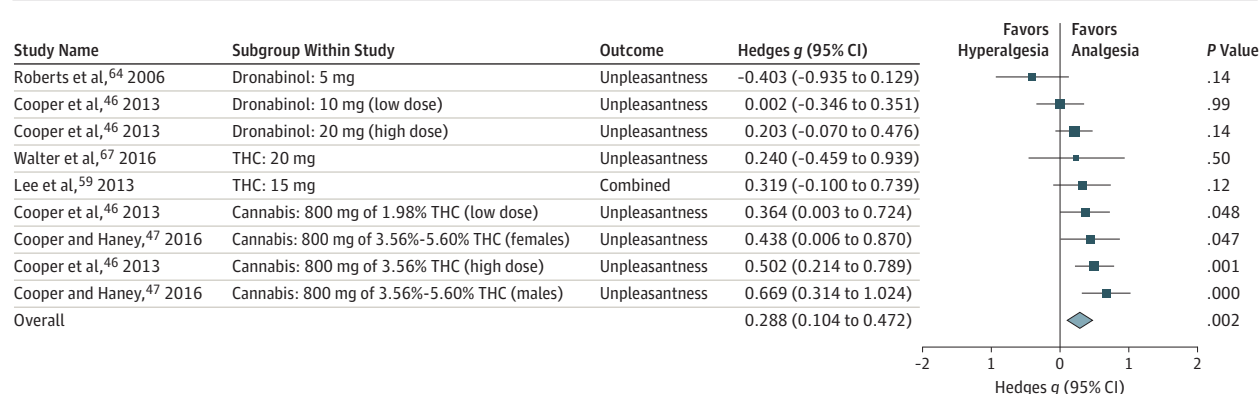 Favors Hyperalgesia Favors Analgesia
Study Name Subgroup Within Study Outcome Hedges g (95% CI) P Value
Roberts et al,64 2006 Dronabinol: 5 mg Unpleasantness -0.403 (-0.935 to 0.129) .14
Cooper et al,46 2013 Dronabinol: 10 mg (low dose) Unpleasantness 0.002 (-0.346 to 0.351) .99
Cooper et al,46 2013 Dronabinol: 20 mg (high dose) Unpleasantness 0.203 (-0.070 to 0.476) .14
Walter et al,67 2016 THC: 20 mg Unpleasantness 0.240 (-0.459 to 0.939) .50
Lee et al,59 2013 THC: 15 mg Combined 0.319 (-0.100 to 0.739) .12
Cooper et al,46 2013 Cannabis: 800 mg of 1.98% THC (low dose) Unpleasantness 0.364 (0.003 to 0.724) .048
Cooper and Haney,47 2016 Cannabis: 800 mg of 3.56%-5.60% THC (females) Unpleasantness 0.438 (0.006 to 0.870) .047
Cooper et al,46 2013 Cannabis: 800 mg of 3.56% THC (high dose) Unpleasantness 0.502 (0.214 to 0.789) .001
Cooper and Haney,47 2016 Cannabis: 800 mg of 3.56%-5.60% THC (males) Unpleasantness 0.669 (0.314 to 1.024) .000
Overall 0.288 (0.104 to 0.472) .002
-2 1 0 1 2
Hedges g (95% CI)